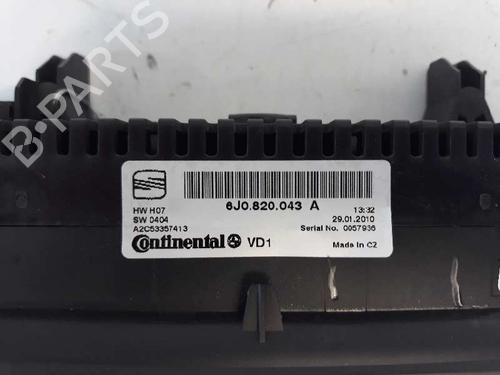 B-PARTS
6J0.820.043 A
HW H07
13:32
SW 0404
29.01.2010
A2C53357413
Serial No. 0057936
Continental VD1
Made in CZ